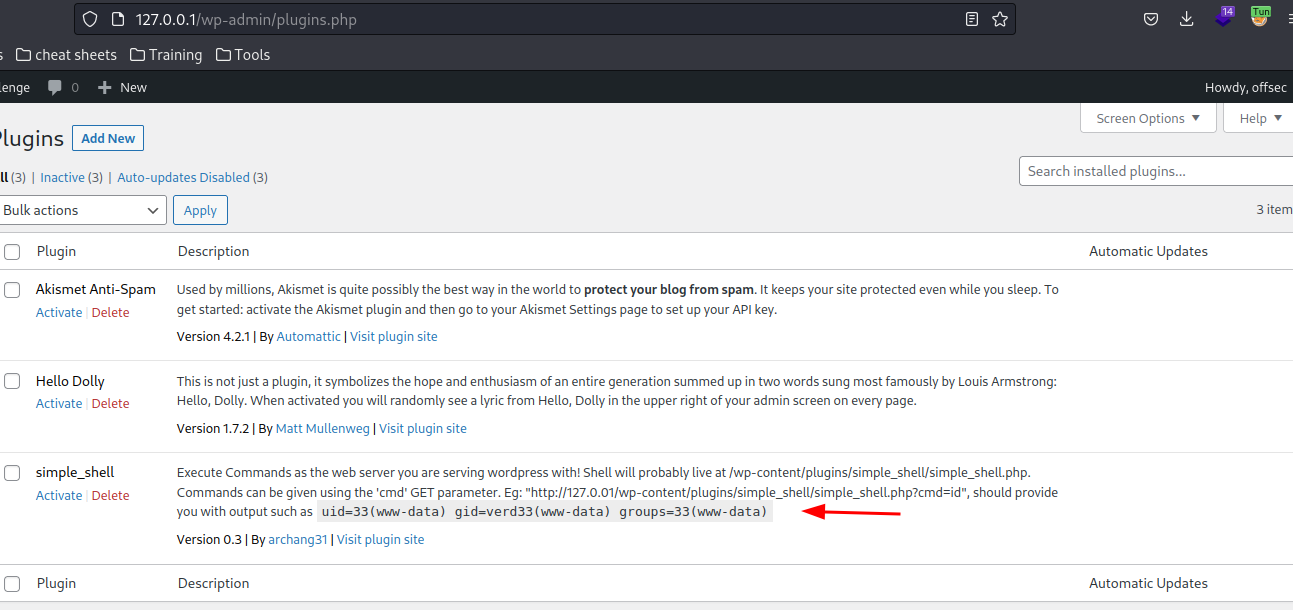 127.0.0.1/wp-admin/plugins.php
14
Tun
s cheat sheets Training Tools
lenge 0 New Howdy, offsec
Screen Options Help
Plugins Add New
ll (3) | Inactive (3) | Auto-updates Disabled (3)
Search installed plugins...
Bulk actions Apply 3 item
Plugin Description Automatic Updates
Akismet Anti-Spam Used by millions, Akismet is quite possibly the best way in the world to protect your blog from spam. It keeps your site protected even while you sleep. To
Activate | Delete get started: activate the Akismet plugin and then go to your Akismet Settings page to set up your API key.
Version 4.2.1 | By Automattic | Visit plugin site
Hello Dolly This is not just a plugin, it symbolizes the hope and enthusiasm of an entire generation summed up in two words sung most famously by Louis Armstrong:
Activate | Delete Hello, Dolly. When activated you will randomly see a lyric from Hello, Dolly in the upper right of your admin screen on every page.
Version 1.7.2 | By Matt Mullenweg | Visit plugin site
simple_shell Execute Commands as the web server you are serving wordpress with! Shell will probably live at /wp-content/plugins/simple_shell/simple_shell.php.
Activate | Delete Commands can be given using the 'cmd' GET parameter. Eg: "http://127.0.01/wp-content/plugins/simple_shell/simple_shell.php?cmd=id", should provide
you with output such as uid=33(www-data) gid=verd33(www-data) groups=33(www-data)
Version 0.3 | By archang31 | Visit plugin site
Plugin Description Automatic Updates